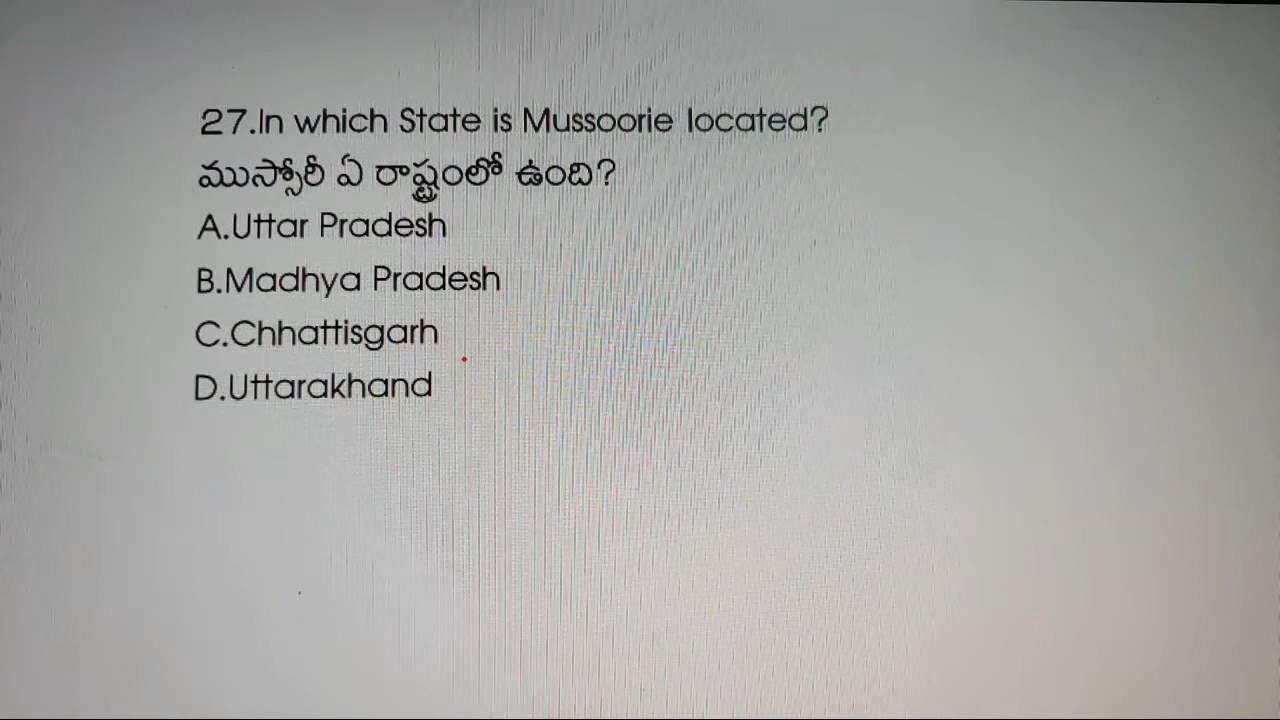 27.In which State is Mussoorie located?
ముస్సోరీ ఏ రాష్ట్రంలో ఉంది?
A.Uttar Pradesh
B.Madhya Pradesh
C.Chhattisgarh
D.Uttarakhand